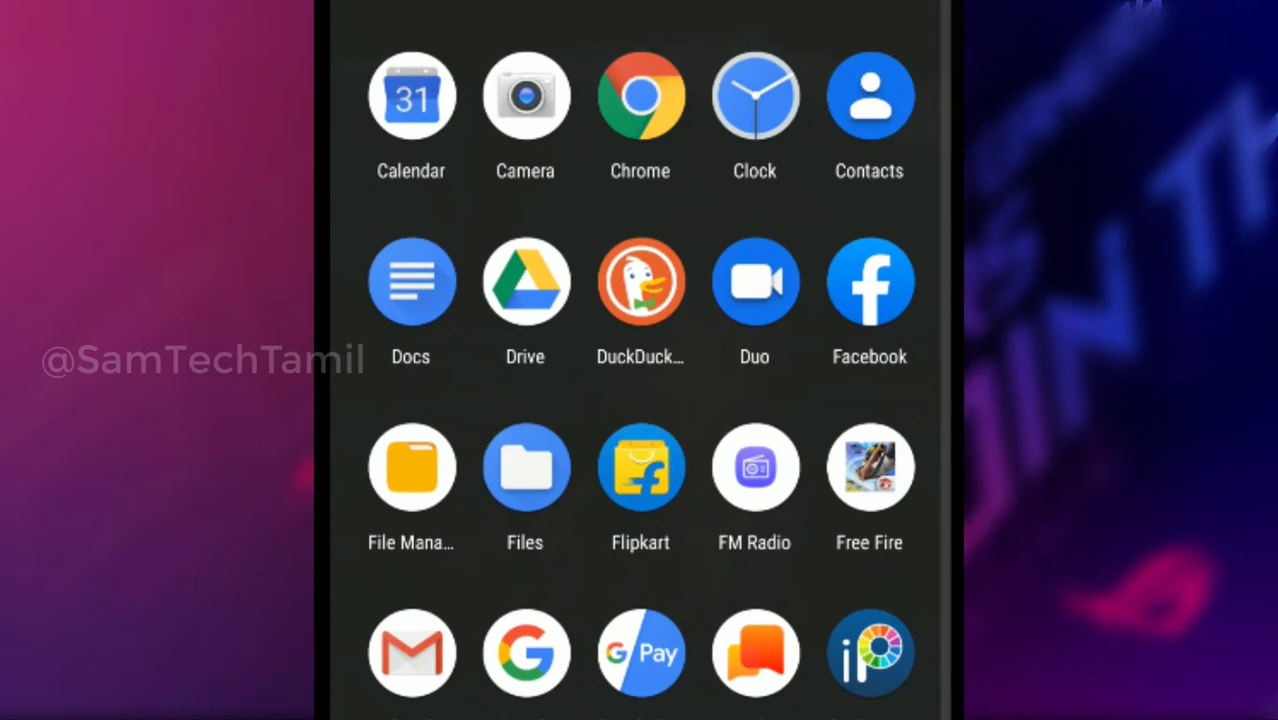 31
Calendar
Camera
Chrome
Clock
Contacts
Docs
Drive
DuckDuck...
Duo
Facebook
@SamTechTamil
File Mana...
Files
Flipkart
FM Radio
Free Fire
G Pay
iP